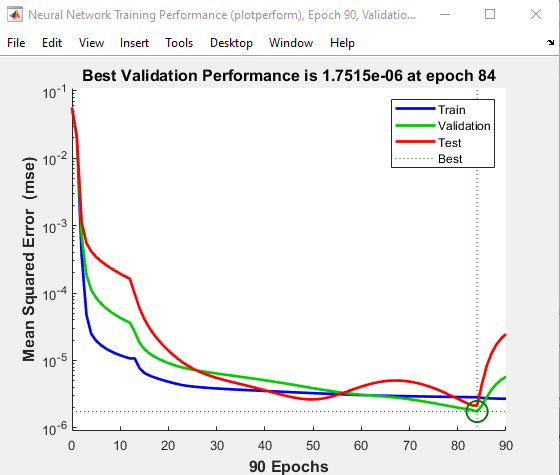 Neural Network Training Performance (plotperform), Epoch 90, Validatio...
File Edit View Insert Tools Desktop Window Help
Best Validation Performance is 1.7515e-06 at epoch 84
Train
Validation
Test
Best
Mean Squared Error (mse)
10-1
10-2
10-3
10-4
10-5
10-6
0 10 20 30 40 50 60 70 80 90
90 Epochs